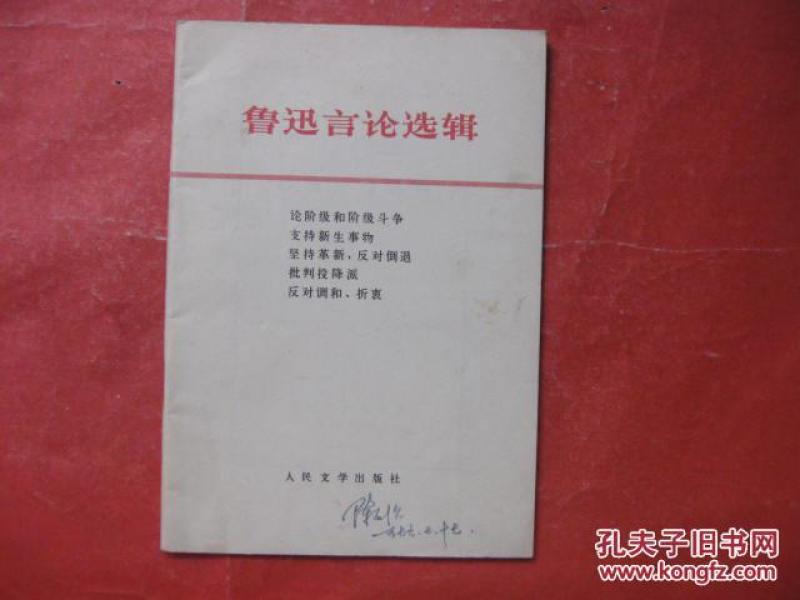 鲁迅言论选辑
论阶级和阶级斗争
支持新生事物
坚持革新，反对倒退
批判投降派
反对调和、折衷
人民文学出版社
孔夫子旧书网
www.kongfz.com